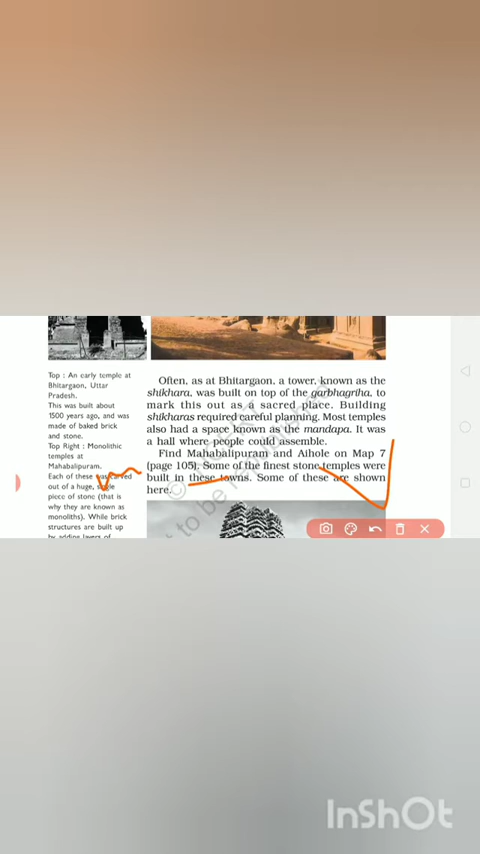 Top : An early temple at
Bhitargaon, Uttar
Pradesh.
This was built about
1500 years ago, and was
made of baked brick
and stone.
Top Right : Monolithic
temples at
Mahabalipuram.
Each of these was carved
out of a huge, single
piece of stone (that is
why they are known as
monoliths). While brick
structures are built up
by adding layers of
Often, as at Bhitargaon, a tower, known as the
shikhara, was built on top of the garbhagriha, to
mark this out as a sacred place. Building
shikharas required careful planning. Most temples
also had a space known as the mandapa. It was
a hall where people could assemble.
Find Mahabalipuram and Aihole on Map 7
(page 105). Some of the finest stone temples were
built in these towns. Some of these are shown
here.
to be
InShOt